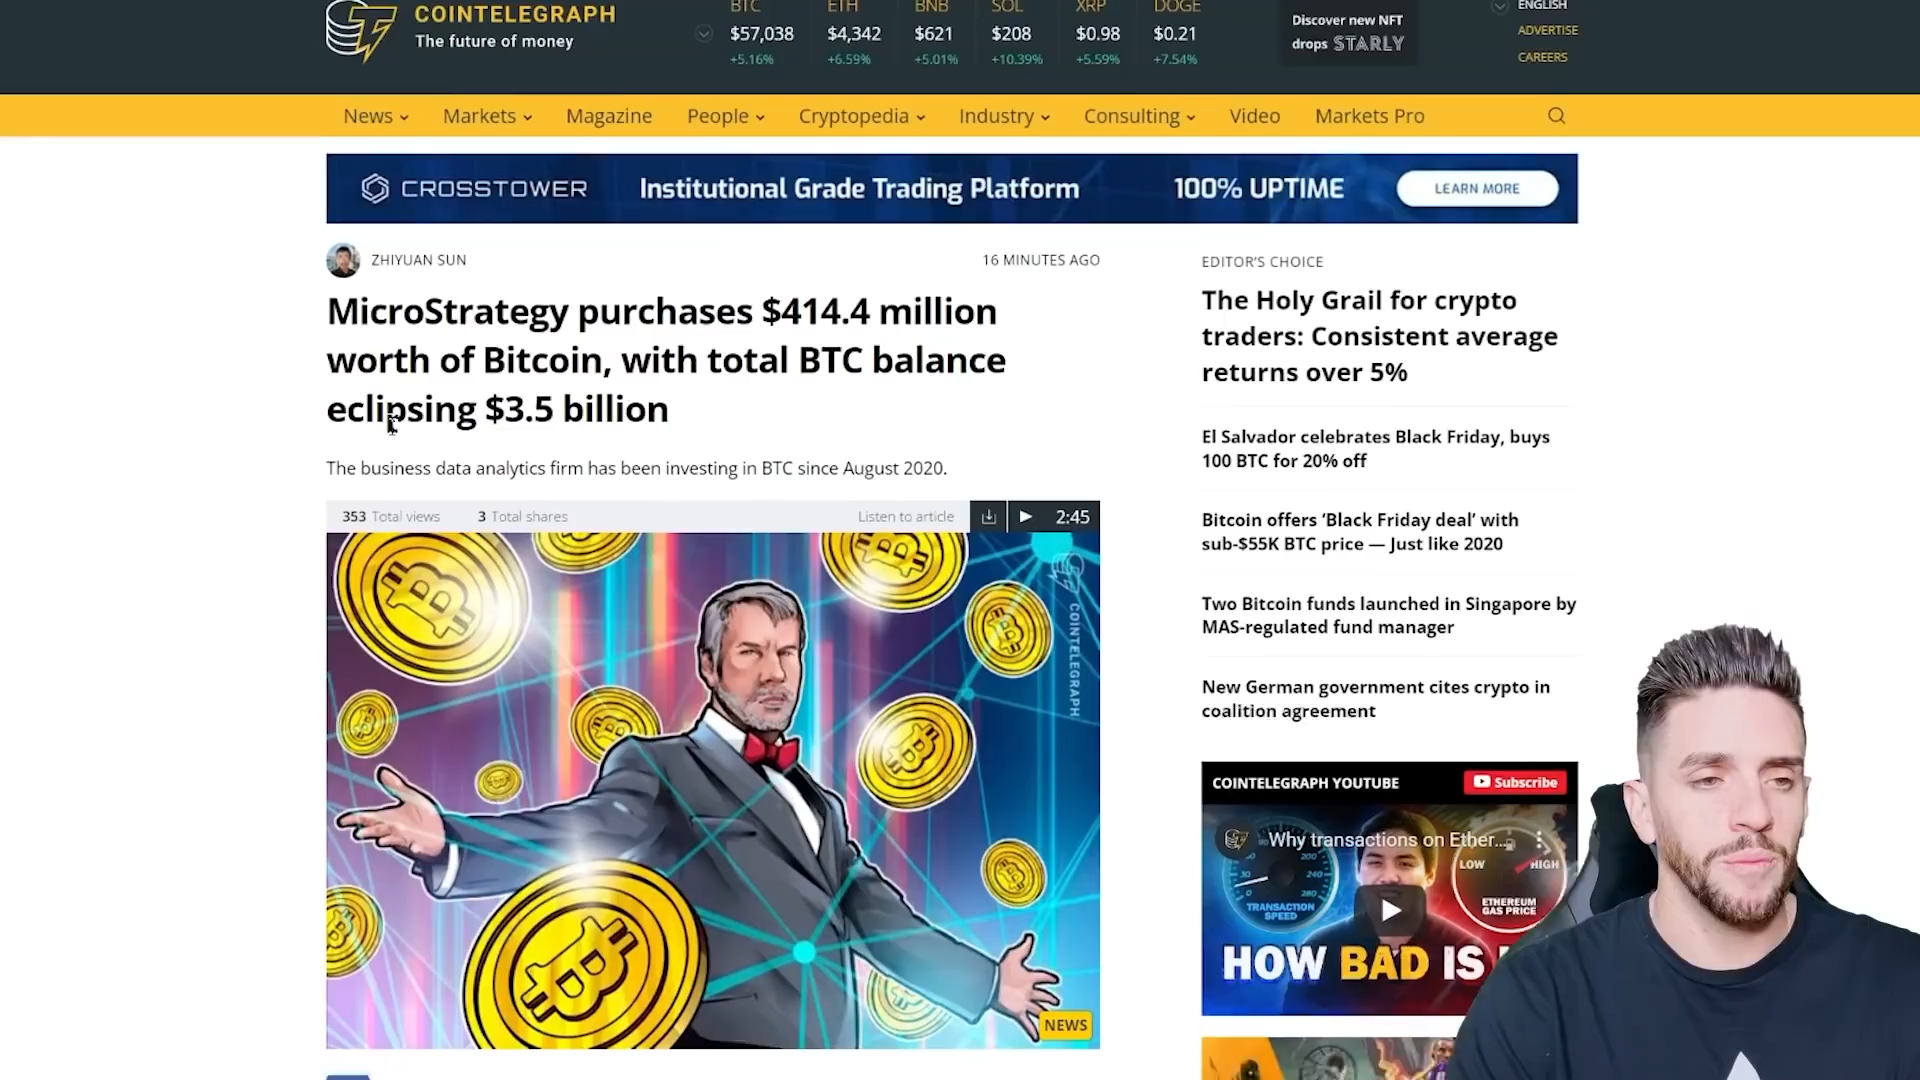 COINTELEGRAPH
The future of money
BTC ETH BNB SOL XRP DOGE
$57,038 $4,342 $621 $208 $0.98 $0.21
+5.16% +6.59% +5.01% +10.39% +5.59% +7.54%
Discover new NFT
drops STARLY
ENGLISH
ADVERTISE
CAREERS
News Markets Magazine People Cryptopedia Industry Consulting Video Markets Pro
CROSSTOWER Institutional Grade Trading Platform 100% UPTIME LEARN MORE
ZHIYUAN SUN 16 MINUTES AGO
MicroStrategy purchases $414.4 million
worth of Bitcoin, with total BTC balance
eclipsing $3.5 billion
The business data analytics firm has been investing in BTC since August 2020.
353 Total views 3 Total shares Listen to article 2:45
COINTELEGRAPH
NEWS
EDITOR'S CHOICE
The Holy Grail for crypto
traders: Consistent average
returns over 5%
El Salvador celebrates Black Friday, buys
100 BTC for 20% off
Bitcoin offers ‘Black Friday deal’ with
sub-$55K BTC price — Just like 2020
Two Bitcoin funds launched in Singapore by
MAS-regulated fund manager
New German government cites crypto in
coalition agreement
COINTELEGRAPH YOUTUBE Subscribe
Why transactions on Ether...
LOW HIGH
200
30 240
0 280
TRANSACTION
SPEED
ETHEREUM
GAS PRICE
HOW BAD IS